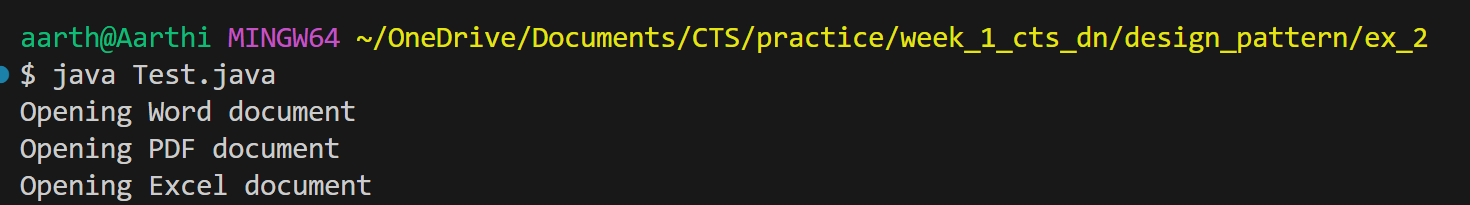 aarth@Aarthi MINGW64 ~/OneDrive/Documents/CTS/practice/week_1_cts_dn/design_pattern/ex_2
$ java Test.java
Opening Word document
Opening PDF document
Opening Excel document